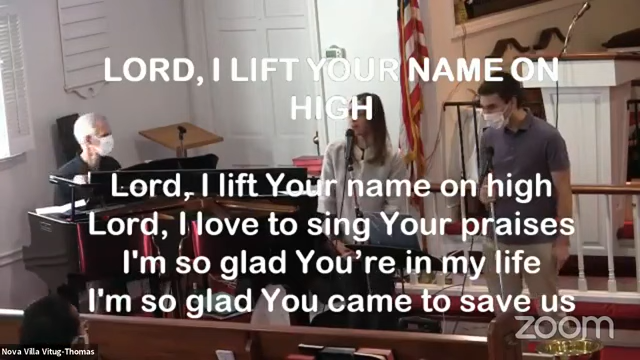 LORD, I LIFT YOUR NAME ON
HIGH
Lord, I lift Your name on high
Lord, I love to sing Your praises
I'm so glad You’re in my life
I'm so glad You came to save us
zoom
Nova Villa Vitug-Thomas